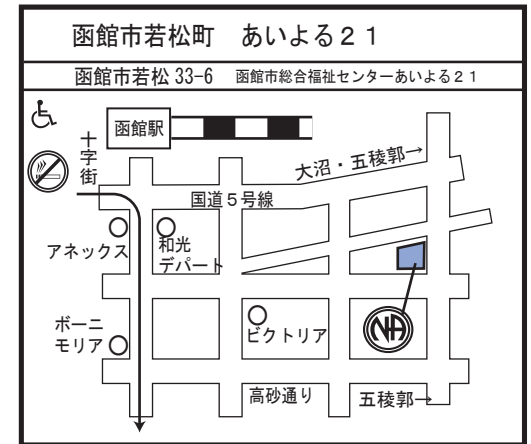 函館市若松町　あいよる２１
函館市若松 33-6　函館市総合福祉センターあいよる２１
函館駅
十字街
大沼・五稜郭→
国道５号線
アネックス
和光
デパート
ボーニ
モリア
ビクトリア
NA
高砂通り
五稜郭→